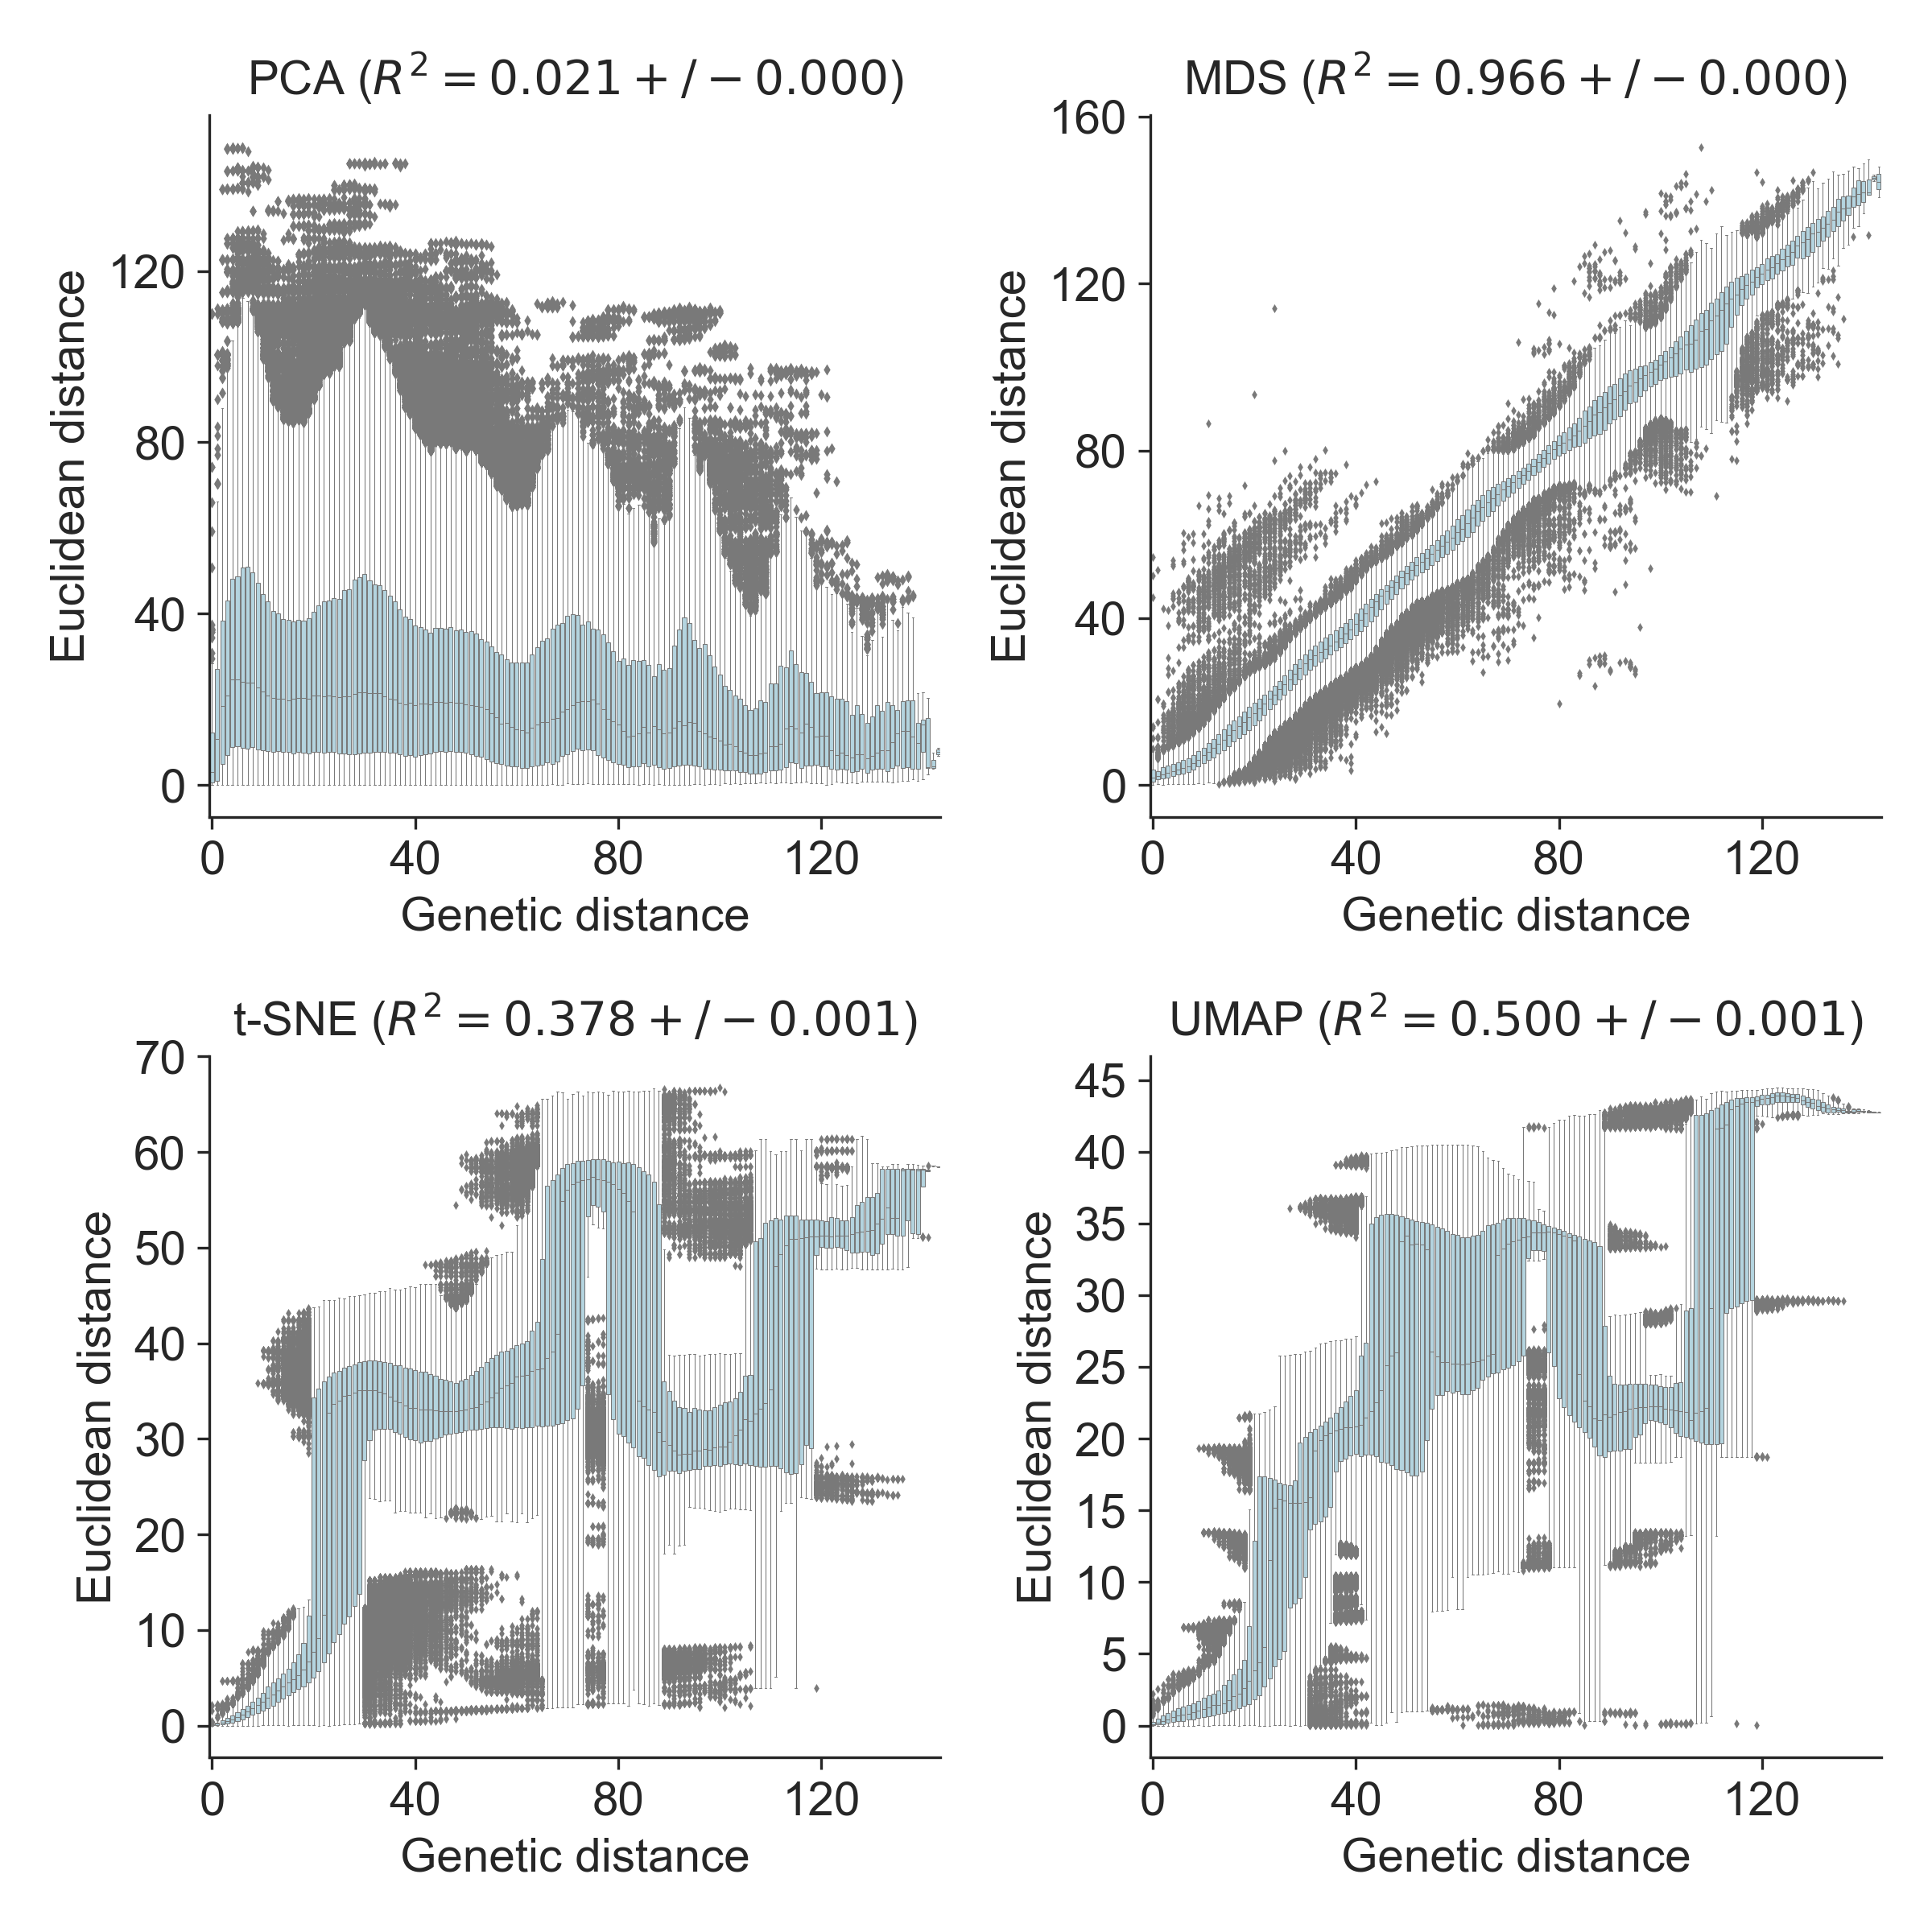 PCA (R² = 0.021 + / − 0.000)
120
80
40
0
Euclidean distance
0 40 80 120
Genetic distance
MDS (R² = 0.966 + / − 0.000)
160
120
80
40
0
Euclidean distance
0 40 80 120
Genetic distance
t-SNE (R² = 0.378 + / − 0.001)
70
60
50
40
30
20
10
0
Euclidean distance
0 40 80 120
Genetic distance
UMAP (R² = 0.500 + / − 0.001)
45
40
35
30
25
20
15
10
5
0
Euclidean distance
0 40 80 120
Genetic distance